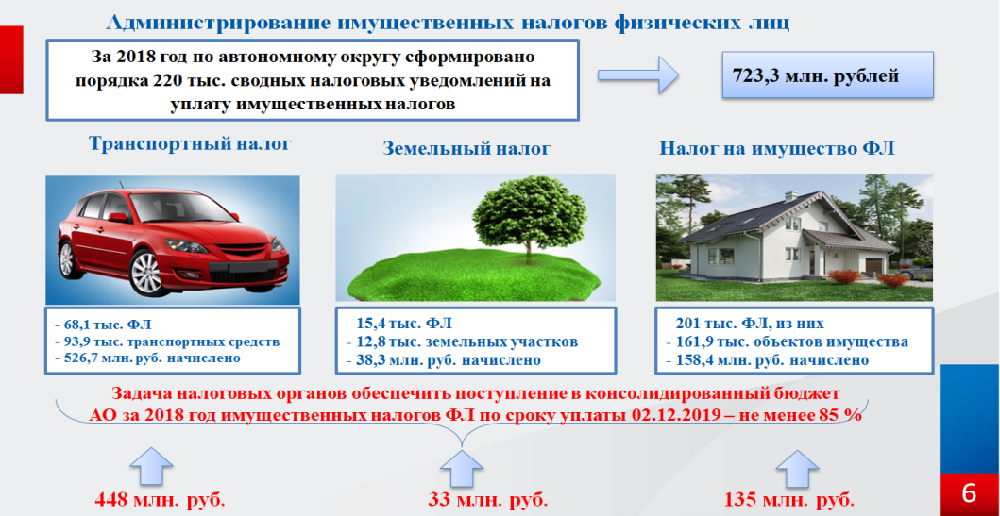 Администрирование имущественных налогов физических лиц
За 2018 год по автономному округу сформировано
порядка 220 тыс. сводных налоговых уведомлений на
уплату имущественных налогов
723,3 млн. рублей
Транспортный налог
Земельный налог
Налог на имущество ФЛ
- 68,1 тыс. ФЛ
- 93,9 тыс. транспортных средств
- 526,7 млн. руб. начислено
- 15,4 тыс. ФЛ
- 12,8 тыс. земельных участков
- 38,3 млн. руб. начислено
- 201 тыс. ФЛ, из них
- 161,9 тыс. объектов имущества
- 158,4 млн. руб. начислено
Задача налоговых органов обеспечить поступление в консолидированный бюджет
АО за 2018 год имущественных налогов ФЛ по сроку уплаты 02.12.2019 – не менее 85 %
448 млн. руб.
33 млн. руб.
135 млн. руб.
6